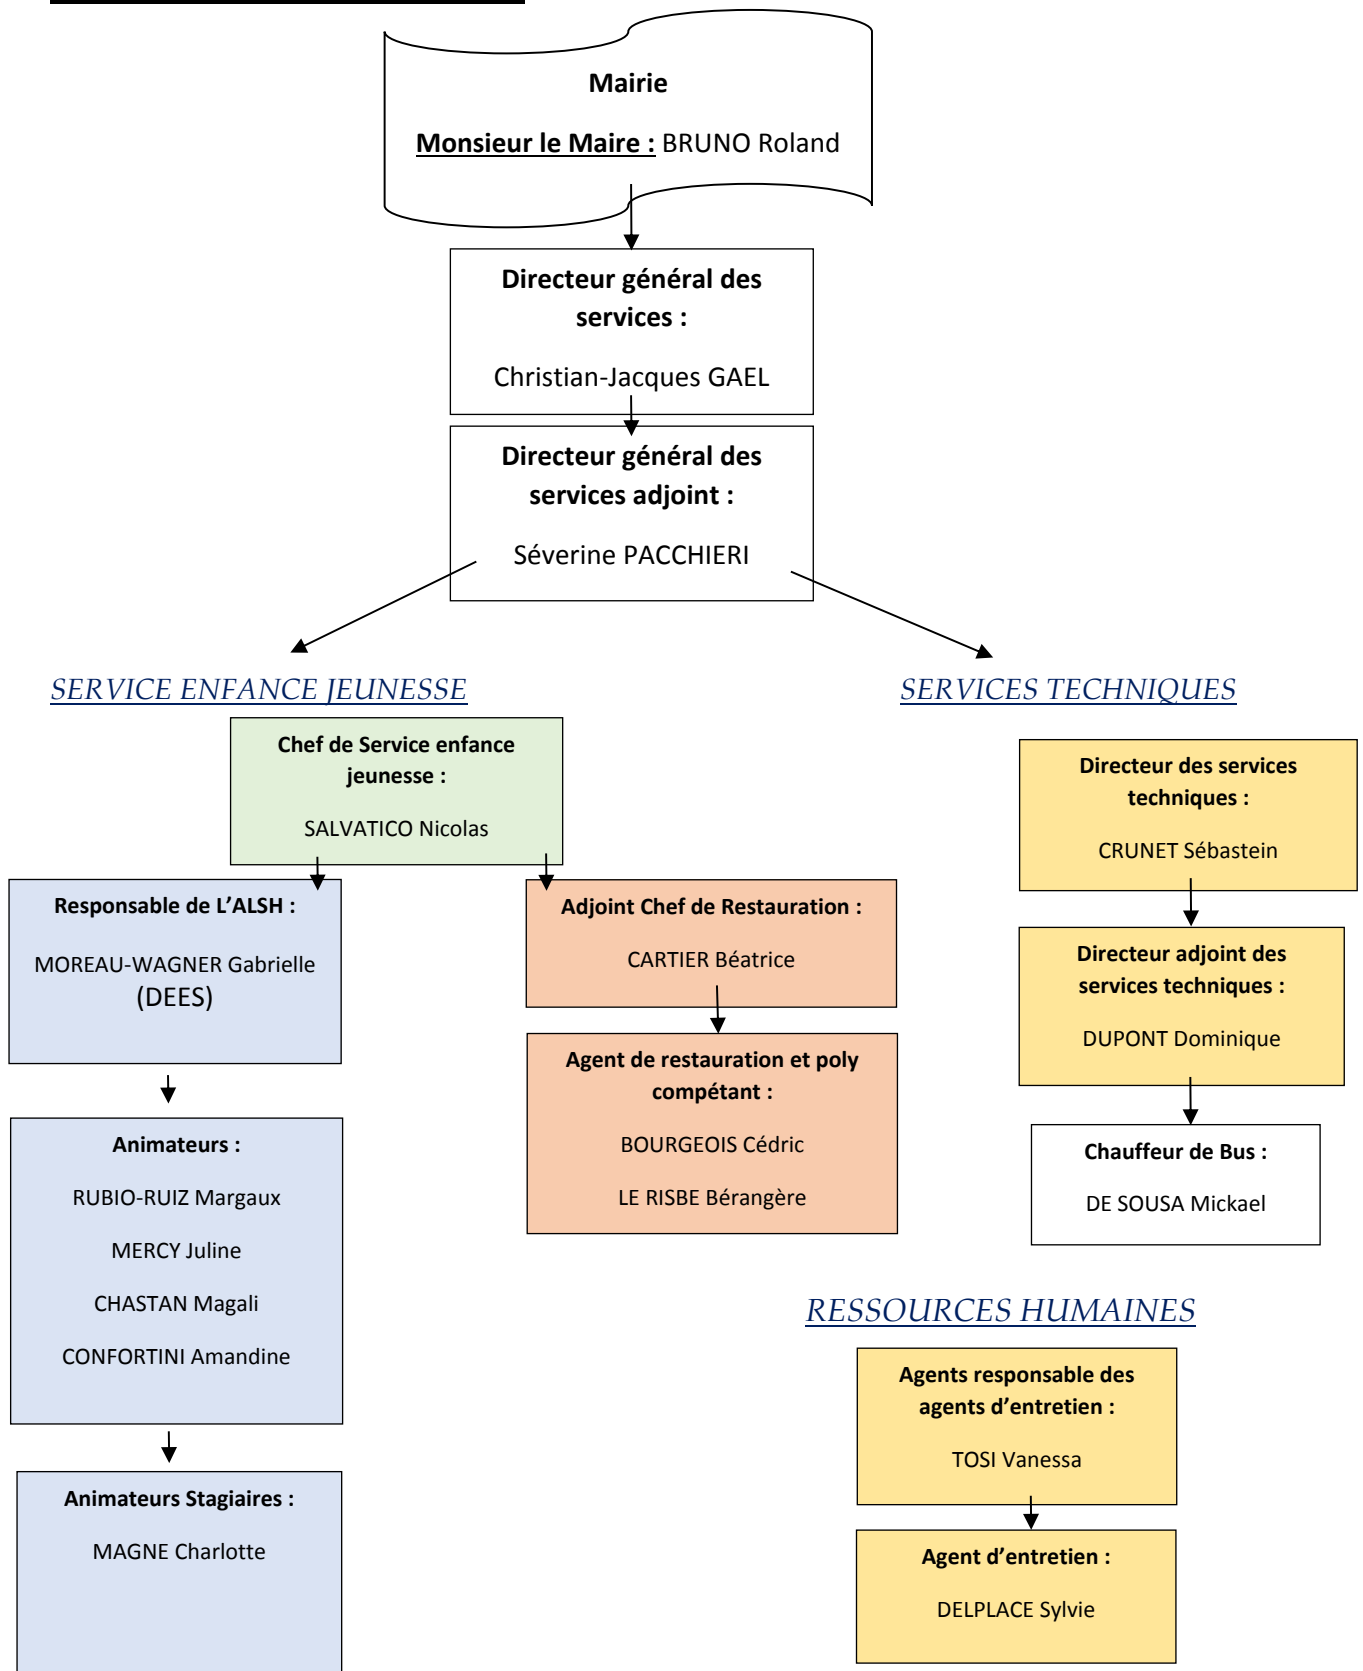 Mairie
Monsieur le Maire : BRUNO Roland
Directeur général des
services :
Christian-Jacques GAEL
Directeur général des
services adjoint :
Séverine PACCHIERI
SERVICE ENFANCE JEUNESSE
Chef de Service enfance
jeunesse :
SALVATICO Nicolas
Responsable de L’ALSH :
MOREAU-WAGNER Gabrielle
(DEES)
Animateurs :
RUBIO-RUIZ Margaux
MERCY Juline
CHASTAN Magali
CONFORTINI Amandine
Animateurs Stagiaires :
MAGNE Charlotte
Adjoint Chef de Restauration :
CARTIER Béatrice
Agent de restauration et poly
compétant :
BOURGEOIS Cédric
LE RISBE Bérangère
SERVICES TECHNIQUES
Directeur des services
techniques :
CRUNET Sébastein
Directeur adjoint des
services techniques :
DUPONT Dominique
Chauffeur de Bus :
DE SOUSA Mickael
RESSOURCES HUMAINES
Agents responsable des
agents d’entretien :
TOSI Vanessa
Agent d’entretien :
DELPLACE Sylvie